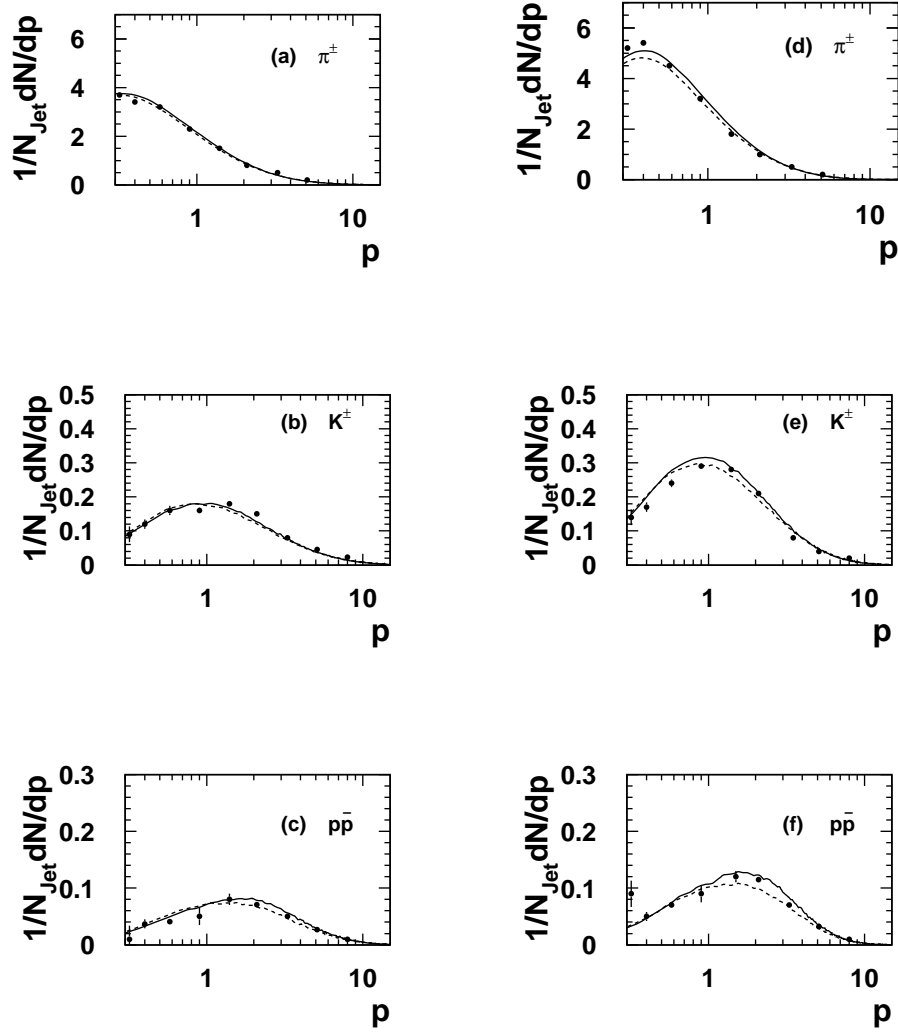 1/N_Jet dN/dp
6
4
2
0
(a) π±
1
10
p
1/N_Jet dN/dp
6
4
2
0
(d) π±
1
10
p
1/N_Jet dN/dp
0.5
0.4
0.3
0.2
0.1
0
(b) K±
1
10
p
1/N_Jet dN/dp
0.5
0.4
0.3
0.2
0.1
0
(e) K±
1
10
p
1/N_Jet dN/dp
0.3
0.2
0.1
0
(c) pp̄
1
10
p
1/N_Jet dN/dp
0.3
0.2
0.1
0
(f) pp̄
1
10
p